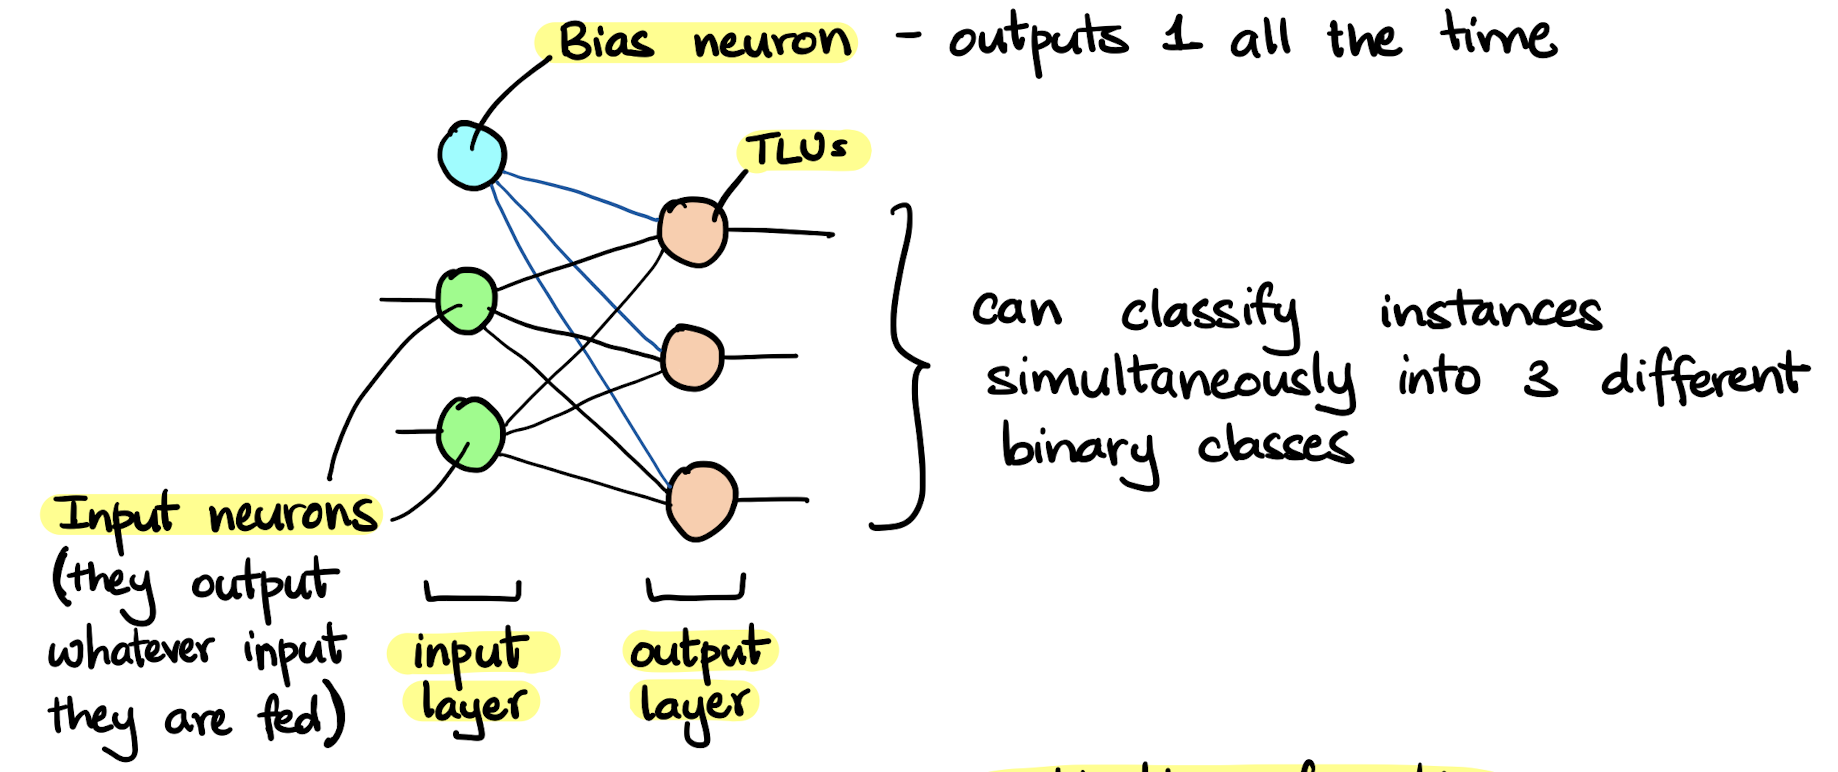 Bias neuron - outputs 1 all the time
TLUs
can classify instances
simultaneously into 3 different
binary classes
Input neurons
(they output
whatever input
they are fed)
input
layer
output
layer